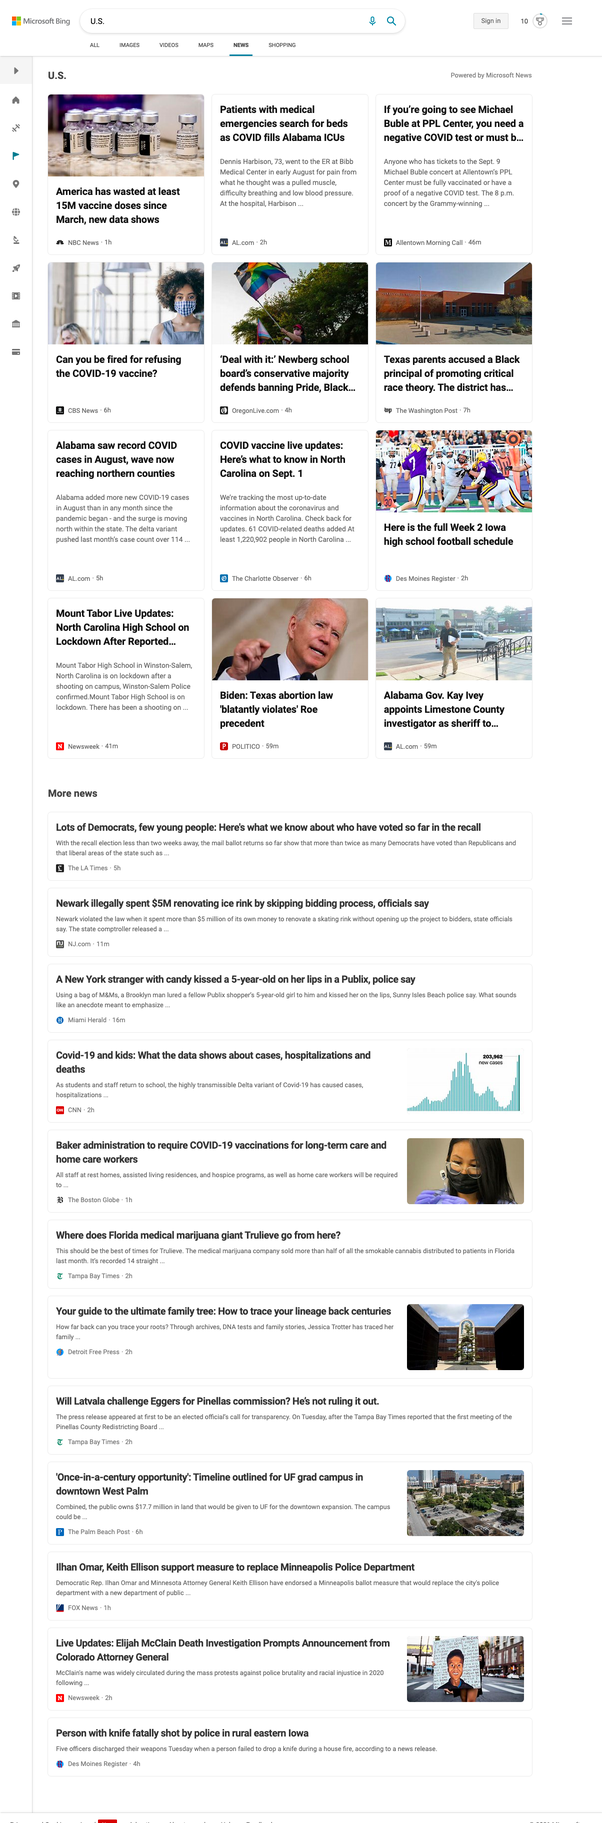 Microsoft Bing
U.S.
Sign in
10
ALL
IMAGES
VIDEOS
MAPS
NEWS
SHOPPING
U.S.
Powered by Microsoft News
America has wasted at least
15M vaccine doses since
March, new data shows
NBC News · 1h
Patients with medical
emergencies search for beds
as COVID fills Alabama ICUs
Dennis Harbison, 73, went to the ER at Bibb
Medical Center in early August for pain from
what he thought was a pulled muscle,
difficulty breathing and low blood pressure.
At the hospital, Harbison ...
AL.com · 2h
If you're going to see Michael
Buble at PPL Center, you need a
negative COVID test or must b...
Anyone who has tickets to the Sept. 9
Michael Buble concert at Allentown's PPL
Center must be fully vaccinated or have a
proof of a negative COVID test. The 8 p.m.
concert by the Grammy-winning ...
Allentown Morning Call · 46m
Can you be fired for refusing
the COVID-19 vaccine?
CBS News · 6h
'Deal with it:' Newberg school
board's conservative majority
defends banning Pride, Black...
OregonLive.com · 4h
Texas parents accused a Black
principal of promoting critical
race theory. The district has...
The Washington Post · 7h
Alabama saw record COVID
cases in August, wave now
reaching northern counties
Alabama added more new COVID-19 cases
in August than in any month since the
pandemic began - and the surge is moving
north within the state. The delta variant
pushed last month's case count over 114 ...
AL.com · 5h
COVID vaccine live updates:
Here's what to know in North
Carolina on Sept. 1
We're tracking the most up-to-date
information about the coronavirus and
vaccines in North Carolina. Check back for
updates. 61 COVID-related deaths added At
least 1,220,902 people in North Carolina ...
The Charlotte Observer · 6h
Here is the full Week 2 Iowa
high school football schedule
Des Moines Register · 2h
Mount Tabor Live Updates:
North Carolina High School on
Lockdown After Reported...
Mount Tabor High School in Winston-Salem,
North Carolina is on lockdown after a
shooting on campus, Winston-Salem Police
confirmed.Mount Tabor High School is on
lockdown. There has been a shooting on ...
Newsweek · 41m
Biden: Texas abortion law
'blatantly violates' Roe
precedent
POLITICO · 59m
Alabama Gov. Kay Ivey
appoints Limestone County
investigator as sheriff to...
AL.com · 59m
More news
Lots of Democrats, few young people: Here's what we know about who have voted so far in the recall
With the recall election less than two weeks away, the mail ballot returns so far show that more than twice as many Democrats have voted than Republicans and
that liberal areas of the state such as ...
The LA Times · 5h
Newark illegally spent $5M renovating ice rink by skipping bidding process, officials say
Newark violated the law when it spent more than $5 million of its own money to renovate a skating rink without opening up the project to bidders, state officials
say. The state comptroller released a ...
NJ.com · 11m
A New York stranger with candy kissed a 5-year-old on her lips in a Publix, police say
Using a bag of M&Ms, a Brooklyn man lured a fellow Publix shopper's 5-year-old girl to him and kissed her on the lips, Sunny Isles Beach police say. What sounds
like an anecdote meant to emphasize ...
Miami Herald · 16m
Covid-19 and kids: What the data shows about cases, hospitalizations and
deaths
As students and staff return to school, the highly transmissible Delta variant of Covid-19 has caused cases,
hospitalizations ...
CNN · 2h
203,962
new cases
Baker administration to require COVID-19 vaccinations for long-term care and
home care workers
All staff at rest homes, assisted living residences, and hospice programs, as well as home care workers will be required
to ...
The Boston Globe · 1h
Where does Florida medical marijuana giant Trulieve go from here?
This should be the best of times for Trulieve. The medical marijuana company sold more than half of all the smokable cannabis distributed to patients in Florida
last month. It's recorded 14 straight ...
Tampa Bay Times · 2h
Your guide to the ultimate family tree: How to trace your lineage back centuries
How far back can you trace your roots? Through archives, DNA tests and family stories, Jessica Trotter has traced her
family ...
Detroit Free Press · 2h
Will Latvala challenge Eggers for Pinellas commission? He's not ruling it out.
The press release appeared at first to be an elected official's call for transparency. On Tuesday, after the Tampa Bay Times reported that the first meeting of the
Pinellas County Redistricting Board ...
Tampa Bay Times · 2h
'Once-in-a-century opportunity': Timeline outlined for UF grad campus in
downtown West Palm
Combined, the public owns $17.7 million in land that would be given to UF for the downtown expansion. The campus
could be ...
The Palm Beach Post · 6h
Ilhan Omar, Keith Ellison support measure to replace Minneapolis Police Department
Democratic Rep. Ilhan Omar and Minnesota Attorney General Keith Ellison have endorsed a Minneapolis ballot measure that would replace the city's police
department with a new department of public ...
FOX News · 1h
Live Updates: Elijah McClain Death Investigation Prompts Announcement from
Colorado Attorney General
McClain's name was widely circulated during the mass protests against police brutality and racial injustice in 2020
following ...
Newsweek · 2h
Person with knife fatally shot by police in rural eastern Iowa
Five officers discharged their weapons Tuesday when a person failed to drop a knife during a house fire, according to a news release.
Des Moines Register · 4h